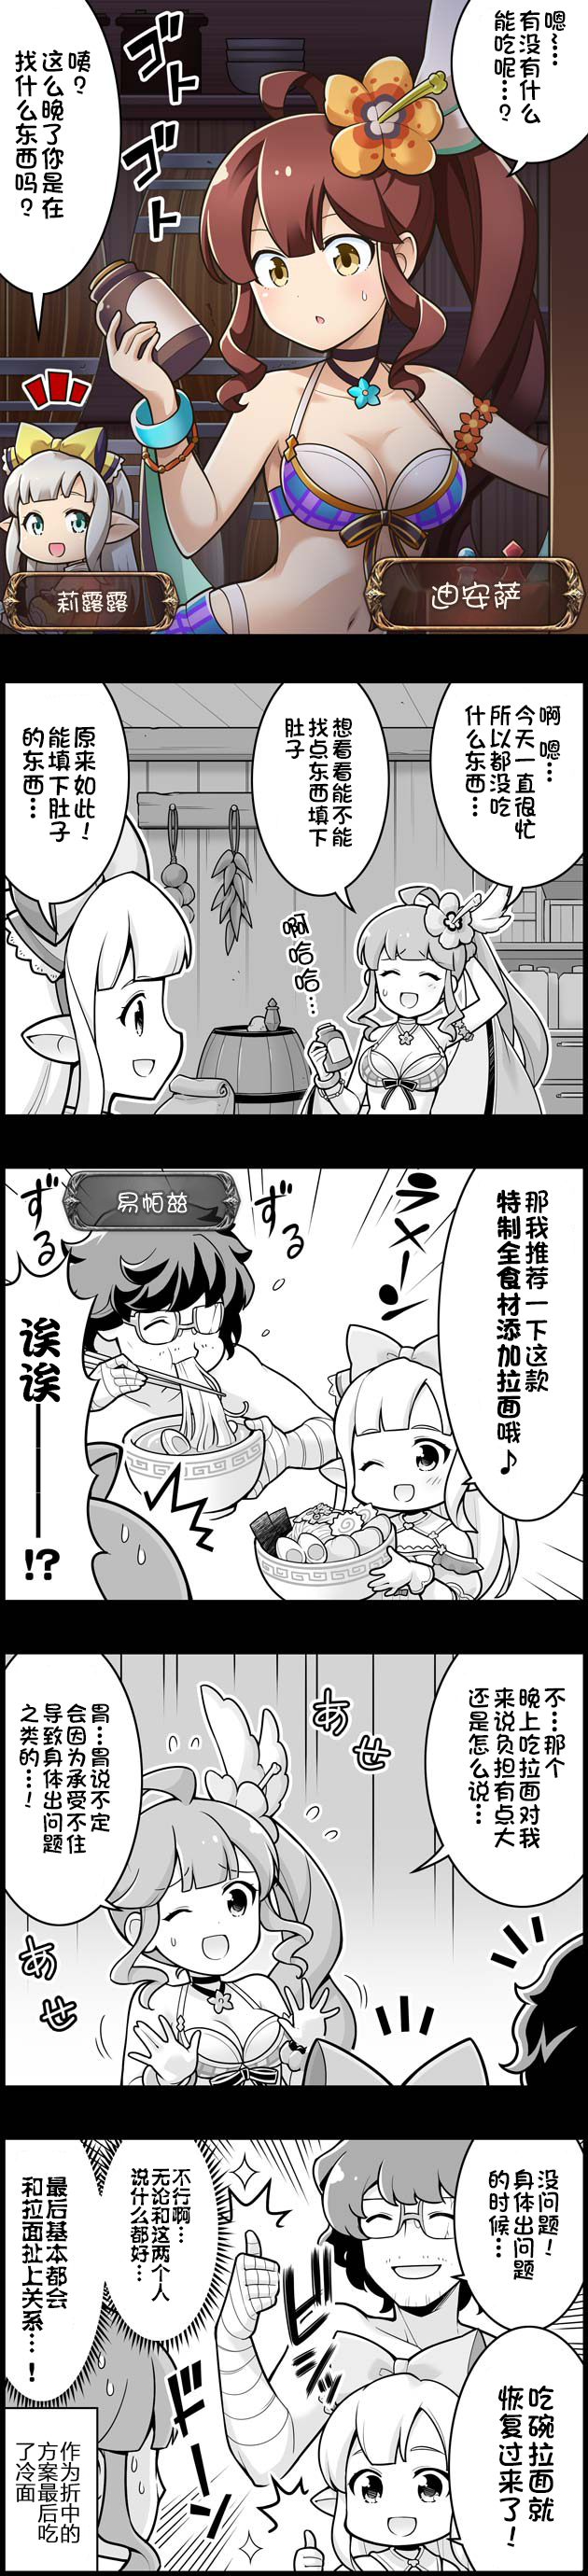 嗯~…
有没有什么
能吃呢…?
ゴト
ゴト
咦?
这么晚了你是在
找什么东西吗?
莉露露
迪安萨
啊 嗯…
今天一直很忙
所以都没吃
什么东西…
想看看能不能
找点东西填下
肚子
啊哈哈…
原来如此!
能填下肚子
的东西…
那我推荐一下这款
特制全食材添加拉面哦♪
ラメーン
ずる
ずる
易帕兹
诶诶———!?
不…那个
晚上吃拉面对我
来说负担有点大
还是怎么说…
あせ
胃…胃说不定
会因为承受不住
导致身体出问题
之类的…!
あせ
没问题!
身体出问题
的时候…
吃碗拉面就
恢复过来了!
ビッ
ドーン
不行啊…
无论和这两个人
说什么都好…
最后基本都会
和拉面扯上关系…!
作为折中的
方案最后吃
了冷面